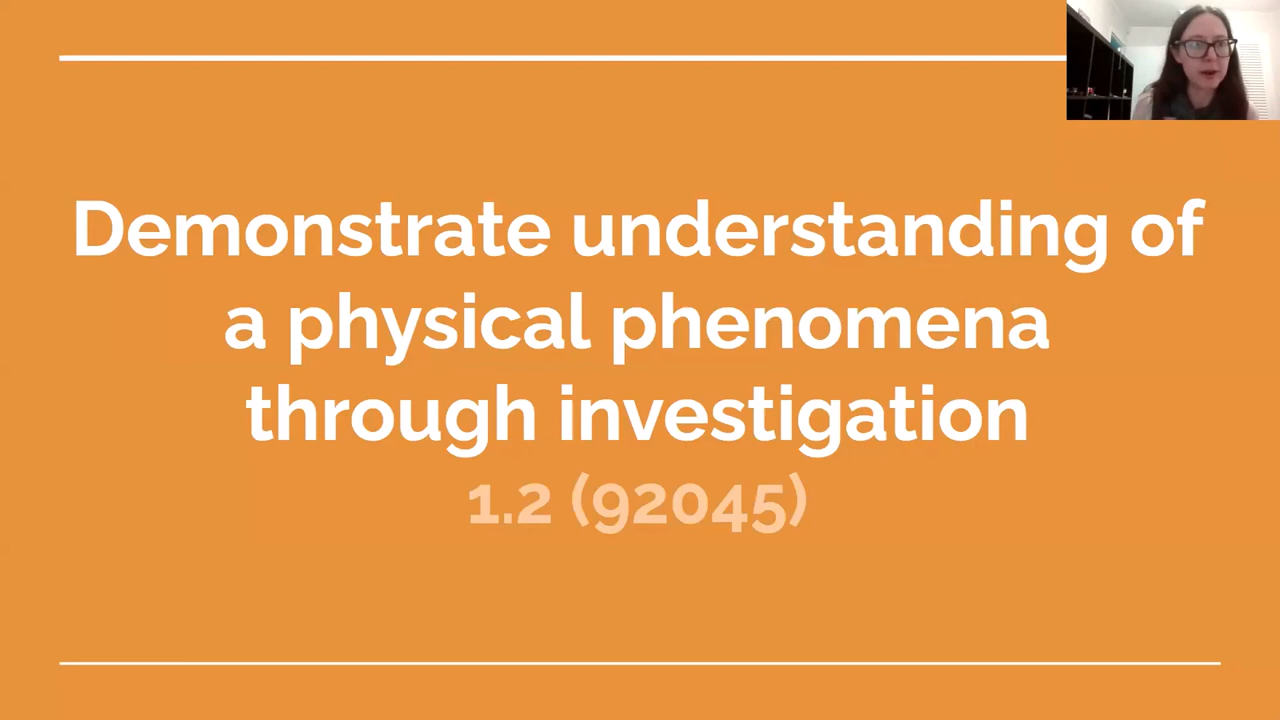 Demonstrate understanding of
a physical phenomena
through investigation
1.2 (92045)